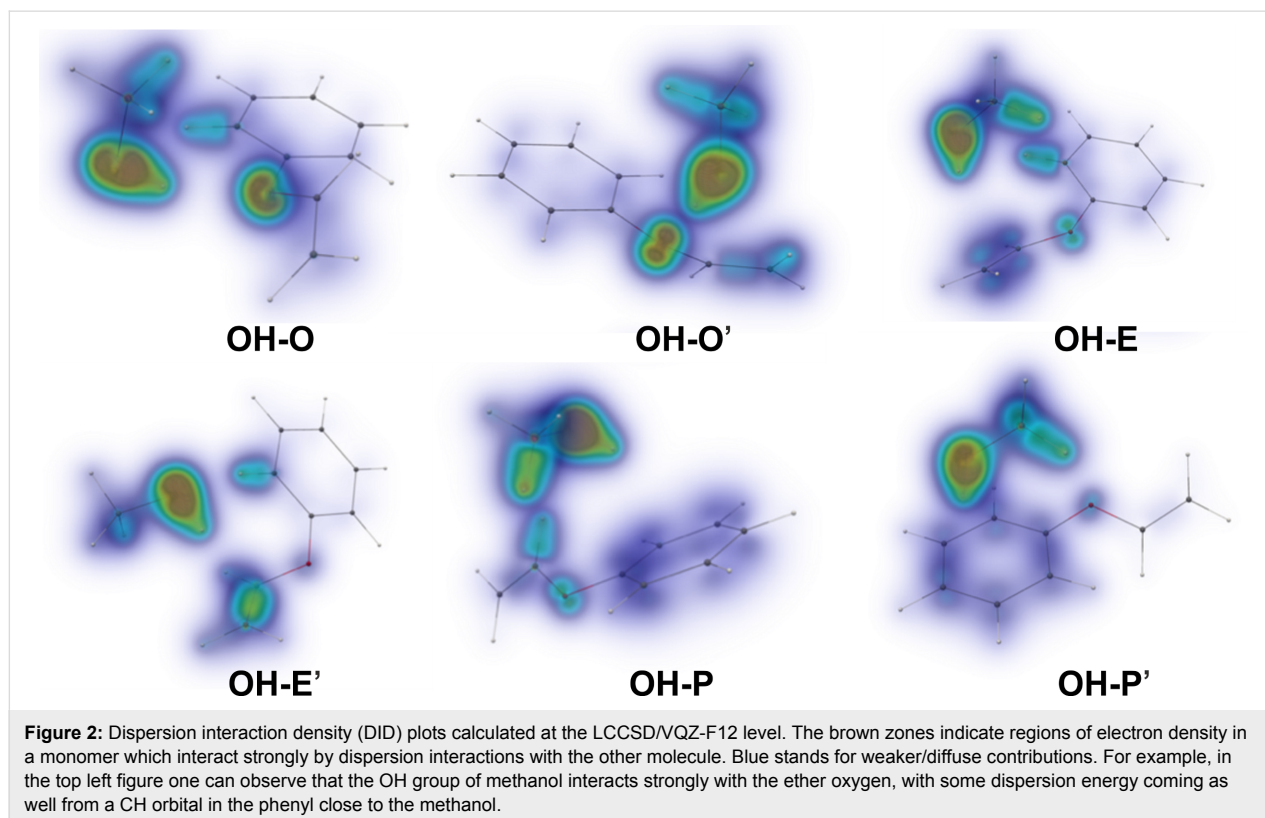 OH-O
OH-O’
OH-E
OH-E’
OH-P
OH-P’
Figure 2: Dispersion interaction density (DID) plots calculated at the LCCSD/VQZ-F12 level. The brown zones indicate regions of electron density in
a monomer which interact strongly by dispersion interactions with the other molecule. Blue stands for weaker/diffuse contributions. For example, in
the top left figure one can observe that the OH group of methanol interacts strongly with the ether oxygen, with some dispersion energy coming as
well from a CH orbital in the phenyl close to the methanol.